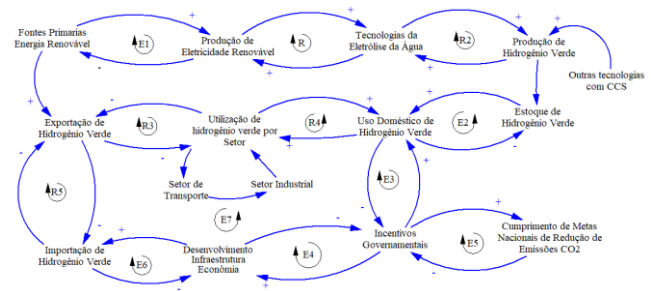 Fontes Primarias
Energia Renovável
E1
Produção de
Eletricidade Renovável
R
Tecnologias da
Eletrólise da Água
R2
Produção de
Hidrogênio Verde
Outras tecnologias
com CCS
Exportação de
Hidrogênio Verde
R3
Utilização de
hidrogênio verde por
Setor
R4
Uso Doméstico de
Hidrogênio Verde
E2
Estoque de
Hidrogênio Verde
R5
Setor de
Transporte
Setor Industrial
E3
E7
Importação de
Hidrogênio Verde
E6
Desenvolvimento
Infraestrutura
Econômia
E4
Incentivos
Governamentais
E5
Cumprimento de Metas
Nacionais de Redução de
Emissões CO2